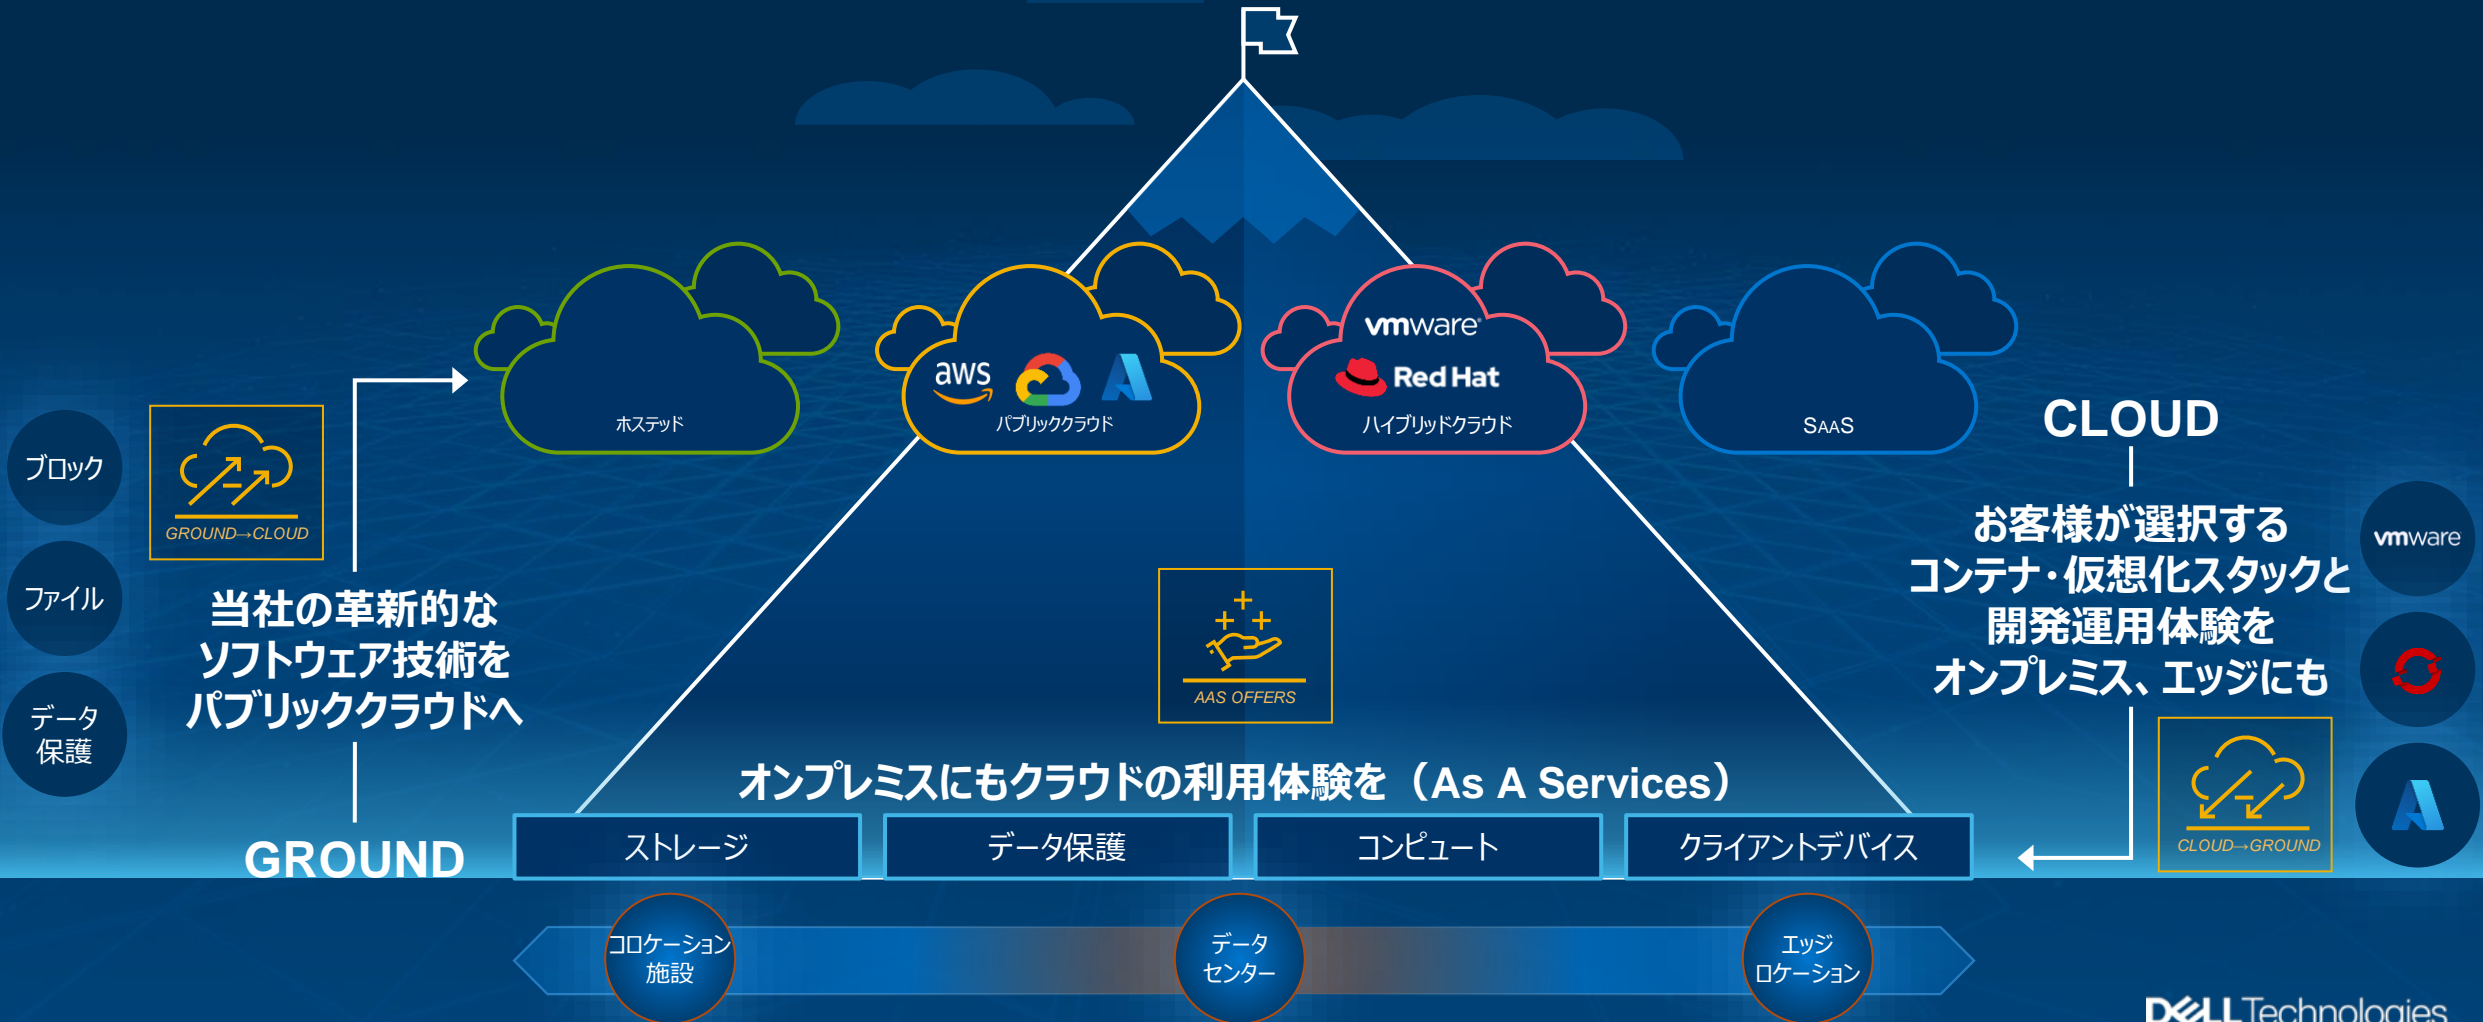 vmware
aws
Red Hat
ホステッド
パブリッククラウド
ハイブリッドクラウド
SAAS
ブロック
ファイル
データ
保護
GROUND→CLOUD
当社の革新的な
ソフトウェア技術を
パブリッククラウドへ
GROUND
CLOUD
お客様が選択する
コンテナ・仮想化スタックと
開発運用体験を
オンプレミス、エッジにも
vmware
CLOUD→GROUND
AAS OFFERS
オンプレミスにもクラウドの利用体験を（As A Services）
ストレージ
データ保護
コンピュート
クライアントデバイス
コロケーション
施設
データ
センター
エッジ
ロケーション
DELL Technologies